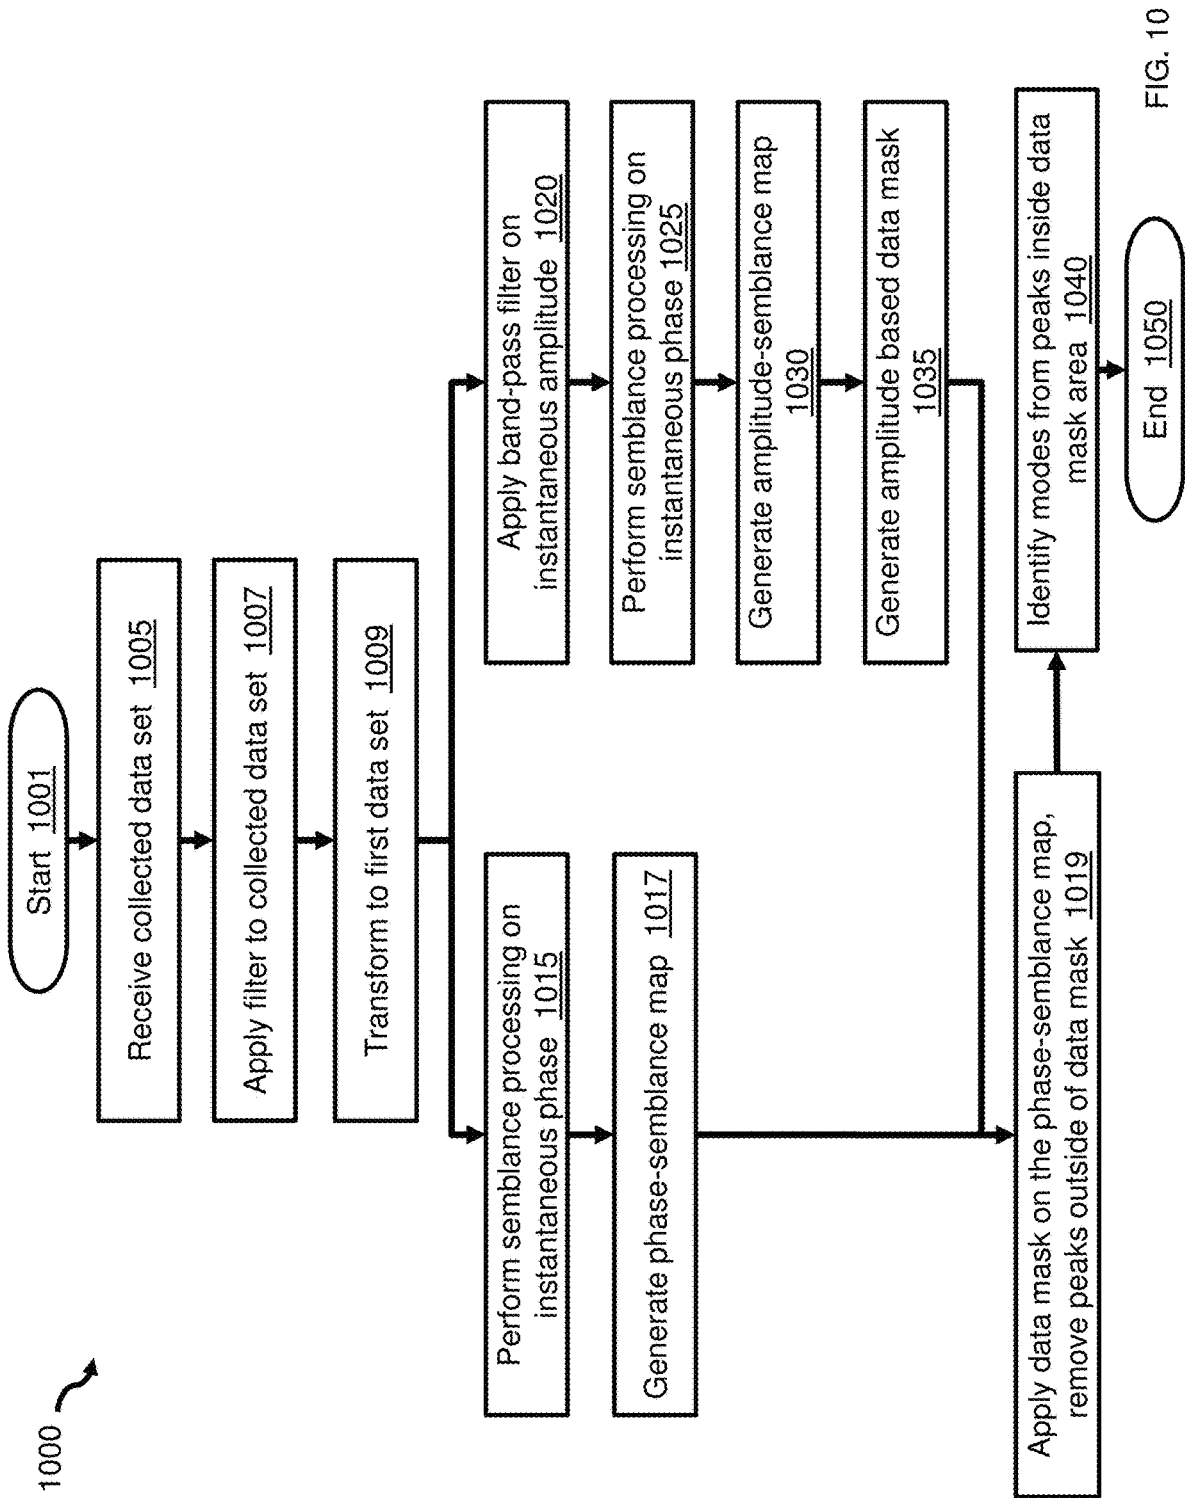 1000
Start 1001
Receive collected data set 1005
Apply filter to collected data set 1007
Transform to first data set 1009
Perform semblance processing on
instantaneous phase 1015
Generate phase-semblance map 1017
Apply band-pass filter on
instantaneous amplitude 1020
Perform semblance processing on
instantaneous phase 1025
Generate amplitude-semblance map
1030
Generate amplitude based data mask
1035
Apply data mask on the phase-semblance map,
remove peaks outside of data mask 1019
Identify modes from peaks inside data
mask area 1040
End 1050
FIG. 10